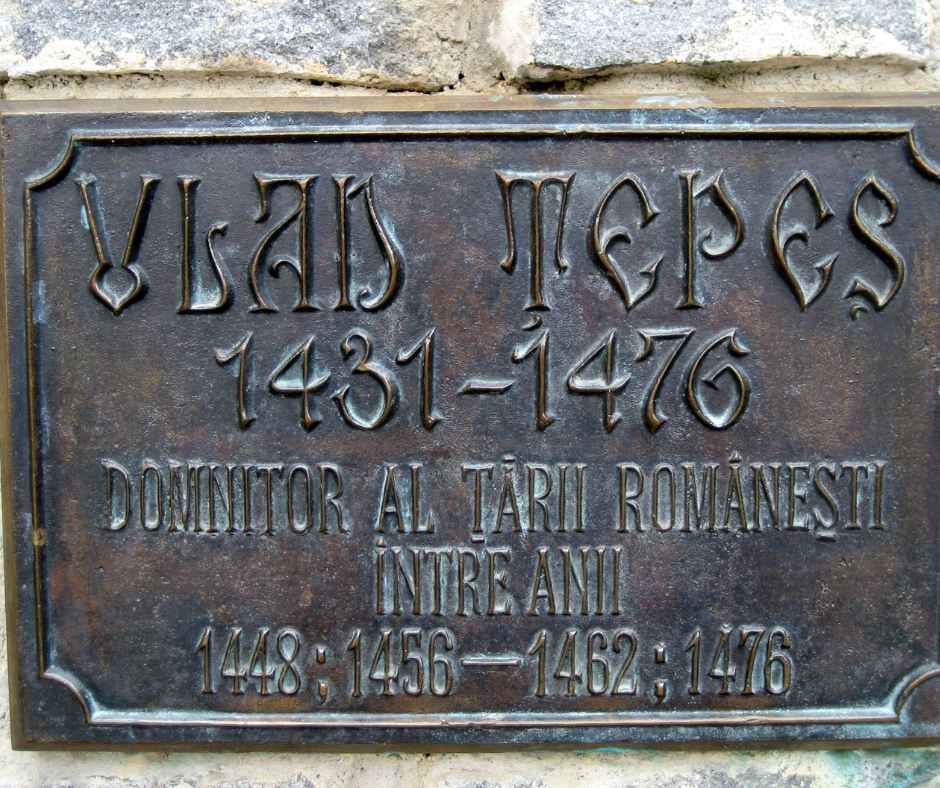 VLAD ȚEPEȘ
1431-1476
DOMNITOR AL ȚĂRII ROMÂNEȘTI
ÎNTRE ANII
1448; 1456-1462; 1476